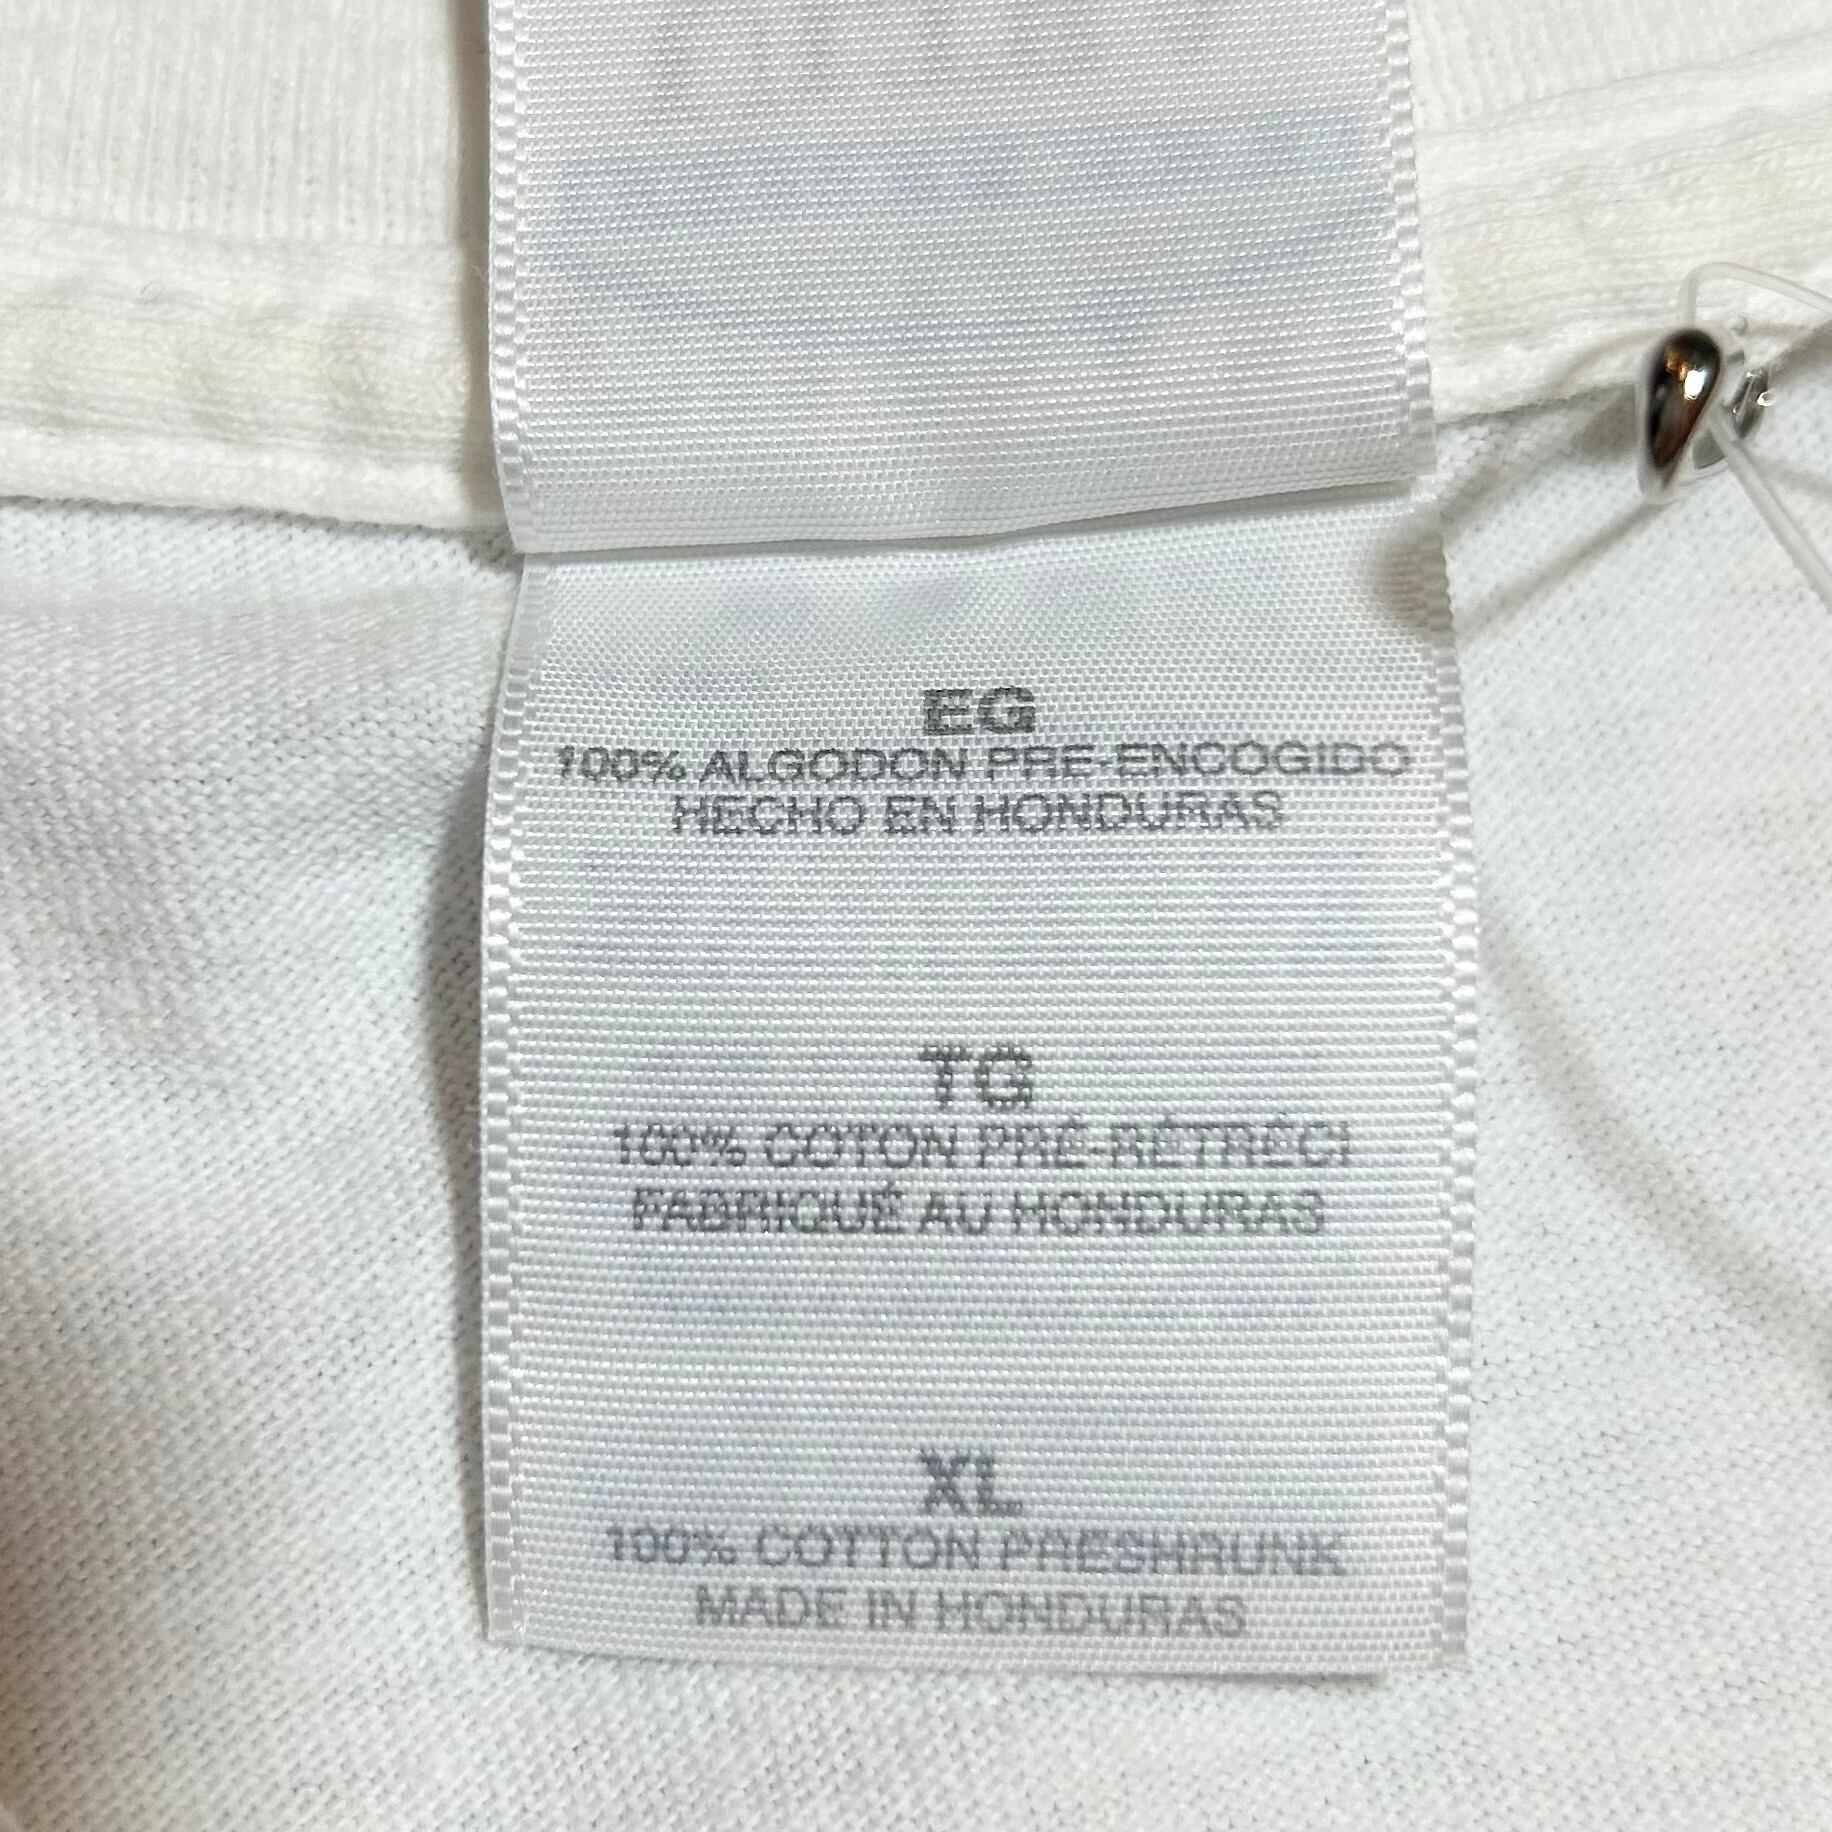 EG
100% ALGODON PRE-ENCOGIDO
HECHO EN HONDURAS
TG
100% COTON PRÉ-RÉTRÉCI
FABRIQUÉ AU HONDURAS
XL
100% COTTON PRESHRUNK
MADE IN HONDURAS